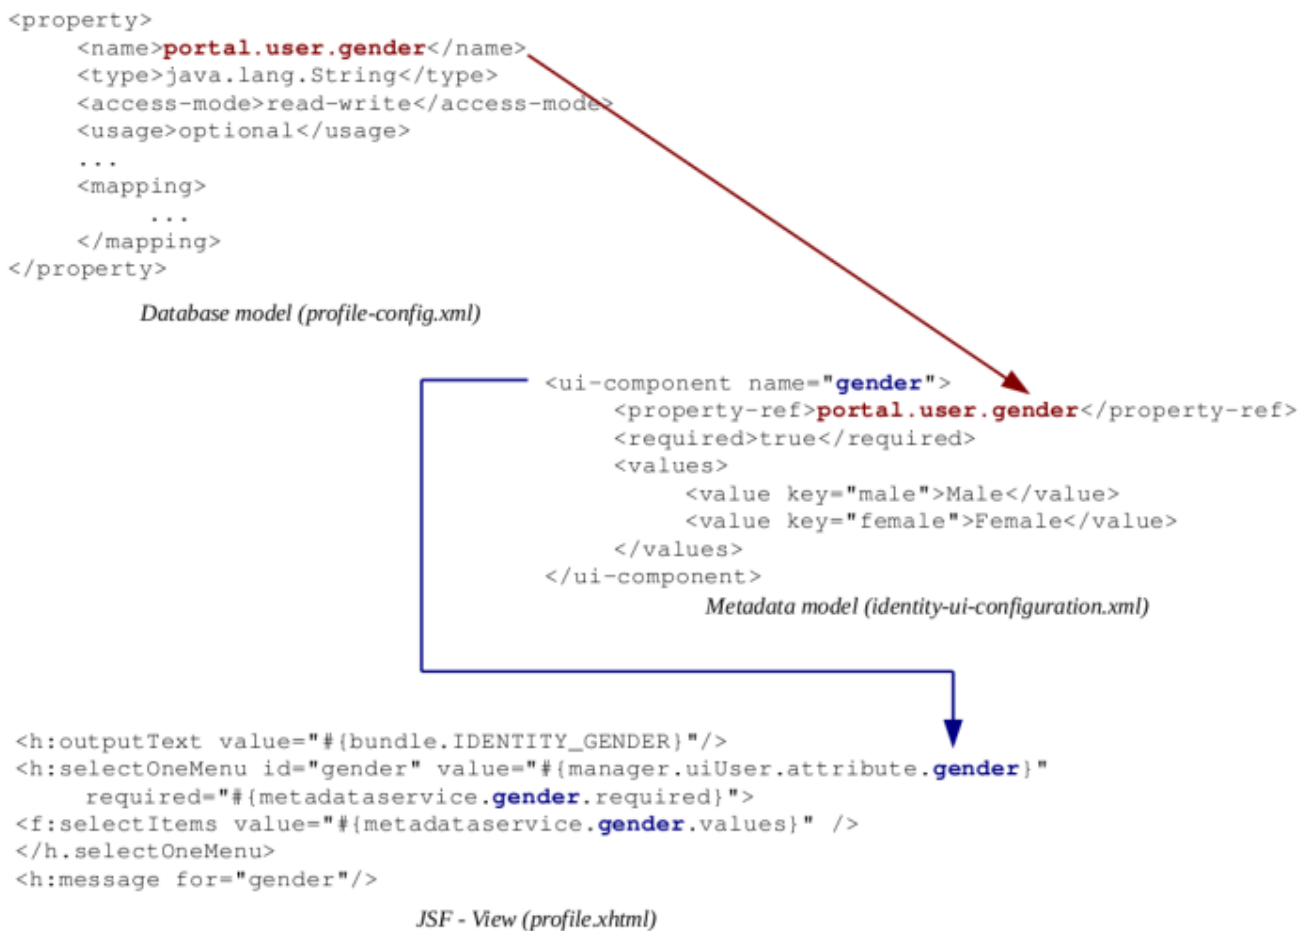 <property>
<name>portal.user.gender</name>
<type>java.lang.String</type>
<access-mode>read-write</access-mode>
<usage>optional</usage>
...
<mapping>
...
</mapping>
</property>
Database model (profile-config.xml)
<ui-component name="gender">
<property-ref>portal.user.gender</property-ref>
<required>true</required>
<values>
<value key="male">Male</value>
<value key="female">Female</value>
</values>
</ui-component>
Metadata model (identity-ui-configuration.xml)
<h:outputText value="#{bundle.IDENTITY_GENDER}"/>
<h:selectOneMenu id="gender" value="#{manager.uiUser.attribute.gender}"
required="#{metadataservice.gender.required}">
<f:selectItems value="#{metadataservice.gender.values}" />
</h.selectOneMenu>
<h:message for="gender"/>
JSF - View (profile.xhtml)